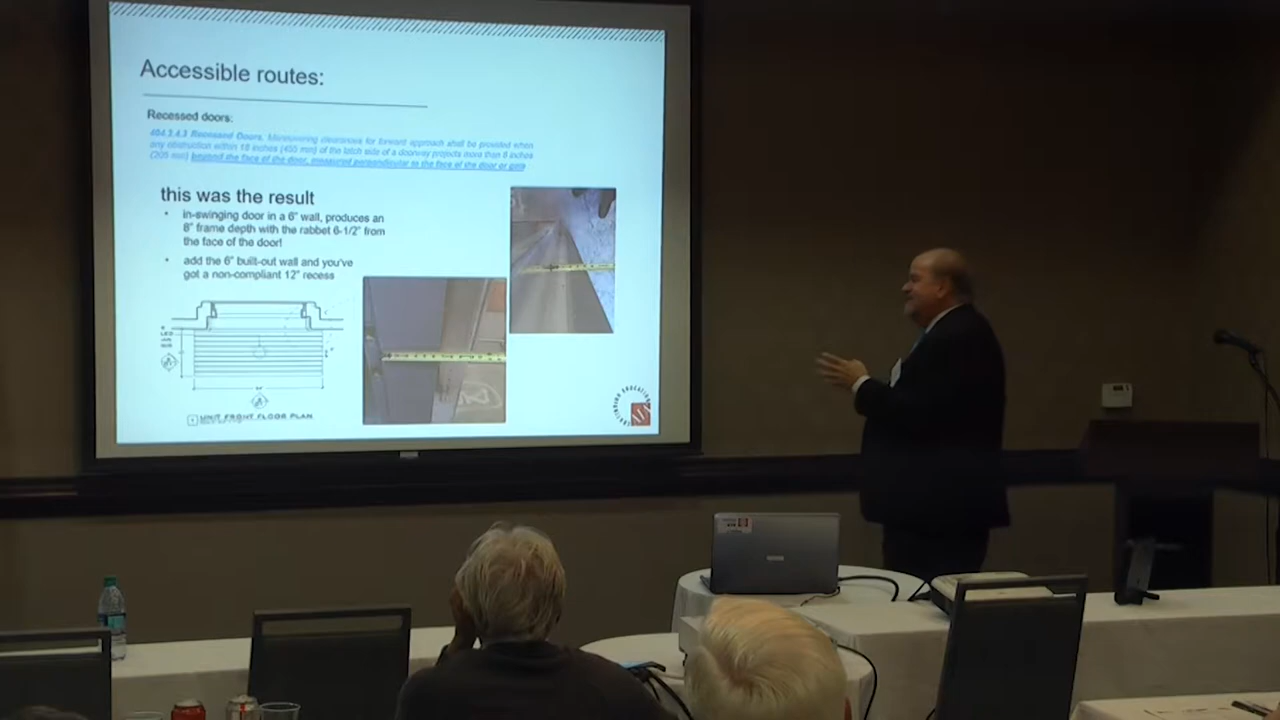 Accessible routes:
Recessed doors:
404.2.4.3 Recessed Doors. Maneuvering clearances for forward approach shall be provided when
any obstruction within 18 inches (455 mm) of the latch side of a doorway projects more than 8 inches
(205 mm) beyond the face of the door, measured perpendicular to the face of the door or gate
this was the result
• in-swinging door in a 6" wall, produces an
8" frame depth with the rabbet 6-1/2" from
the face of the door!
• add the 6" built-out wall and you've
got a non-compliant 12" recess
UNIT FRONT FLOOR PLAN
CONTINUING EDUCATION